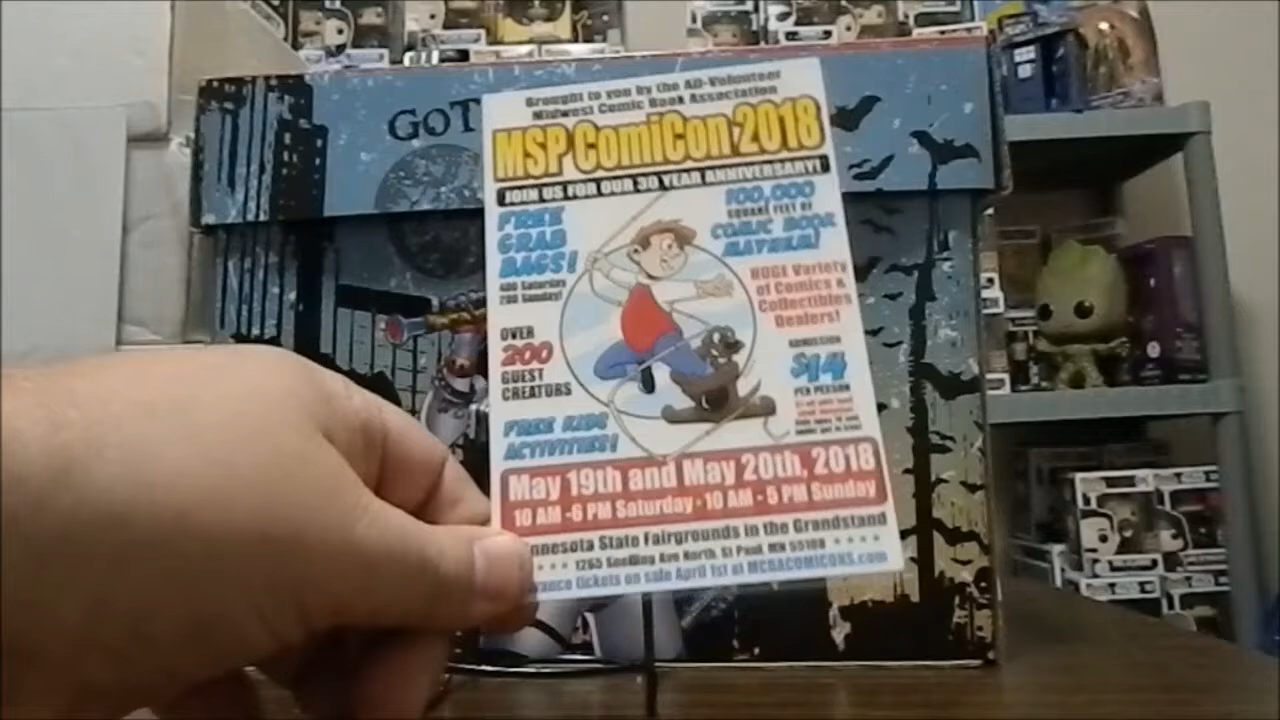 GOT
Brought to you by the All-Volunteer
Midwest Comic Book Association
MSP ComiCon 2018
JOIN US FOR OUR 30 YEAR ANNIVERSARY!
FREE
GRAB
BAGS!
400 Saturday
200 Sunday!
100,000
SQUARE FEET OF
COMIC BOOK
MAYHEM!
HUGE Variety
of Comics &
Collectibles
Dealers!
OVER
200
GUEST
CREATORS
ADMISSION
$14
PER PERSON
FREE KIDS
ACTIVITIES!
May 19th and May 20th, 2018
10 AM -6 PM Saturday · 10 AM - 5 PM Sunday
nnesota State Fairgrounds in the Grandstand
* * * 1265 Snelling Ave North, St Paul, MN 55108 * * * *
vance tickets on sale April 1st at MCBACOMICONS.com